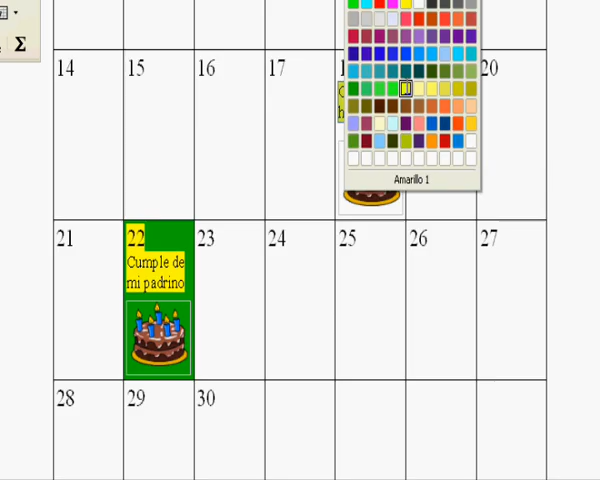 Σ
14 15 16 17 20
Amarillo 1
21 22 23 24 25 26 27
Cumple de
mi padrino
28 29 30